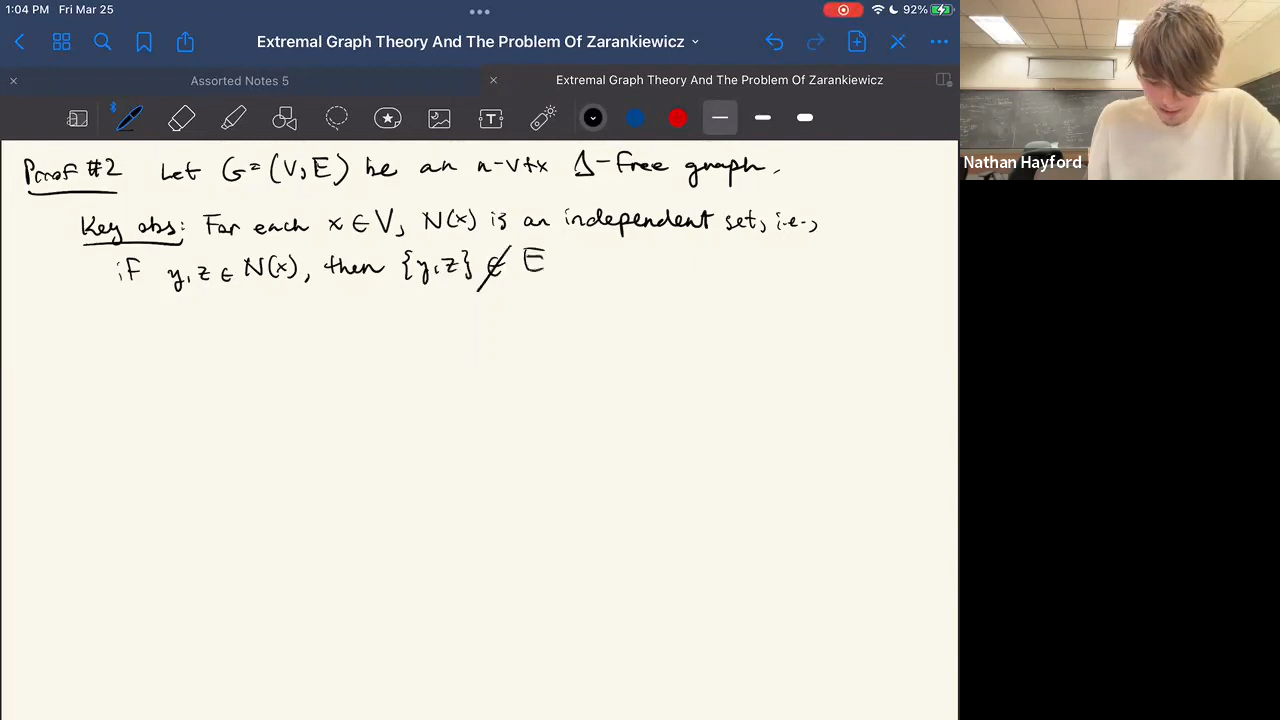 1:04 PM Fri Mar 25
92%
Extremal Graph Theory And The Problem Of Zarankiewicz
Assorted Notes 5
Extremal Graph Theory And The Problem Of Zarankiewicz
Nathan Hayford
Proof #2 Let G=(V,E) be an n-vtx Δ-free graph.
Key obs: For each x ∈ V, N(x) is an independent set, i.e.,
if y, z ∈ N(x), then {y,z} ∉ E